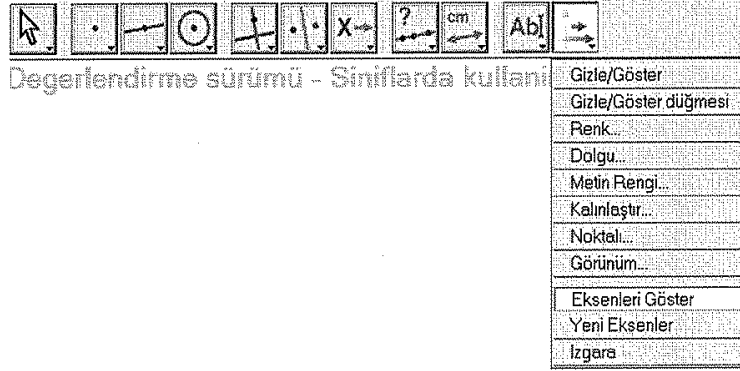 ?
cm
X
Ab
Degerlendirme sürümü - Siniflarda kullani
Gizle/Göster
Gizle/Göster düğmesi
Renk...
Dolgu...
Metin Rengi...
Kalınlaştır...
Noktalı...
Görünüm...
Eksenleri Göster
Yeni Eksenler
Izgara